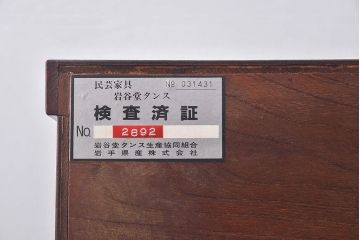 民芸家具 No 031431
岩谷堂タンス
検査済証
No. 2892
岩谷堂タンス生産協同組合
岩手県産株式会社